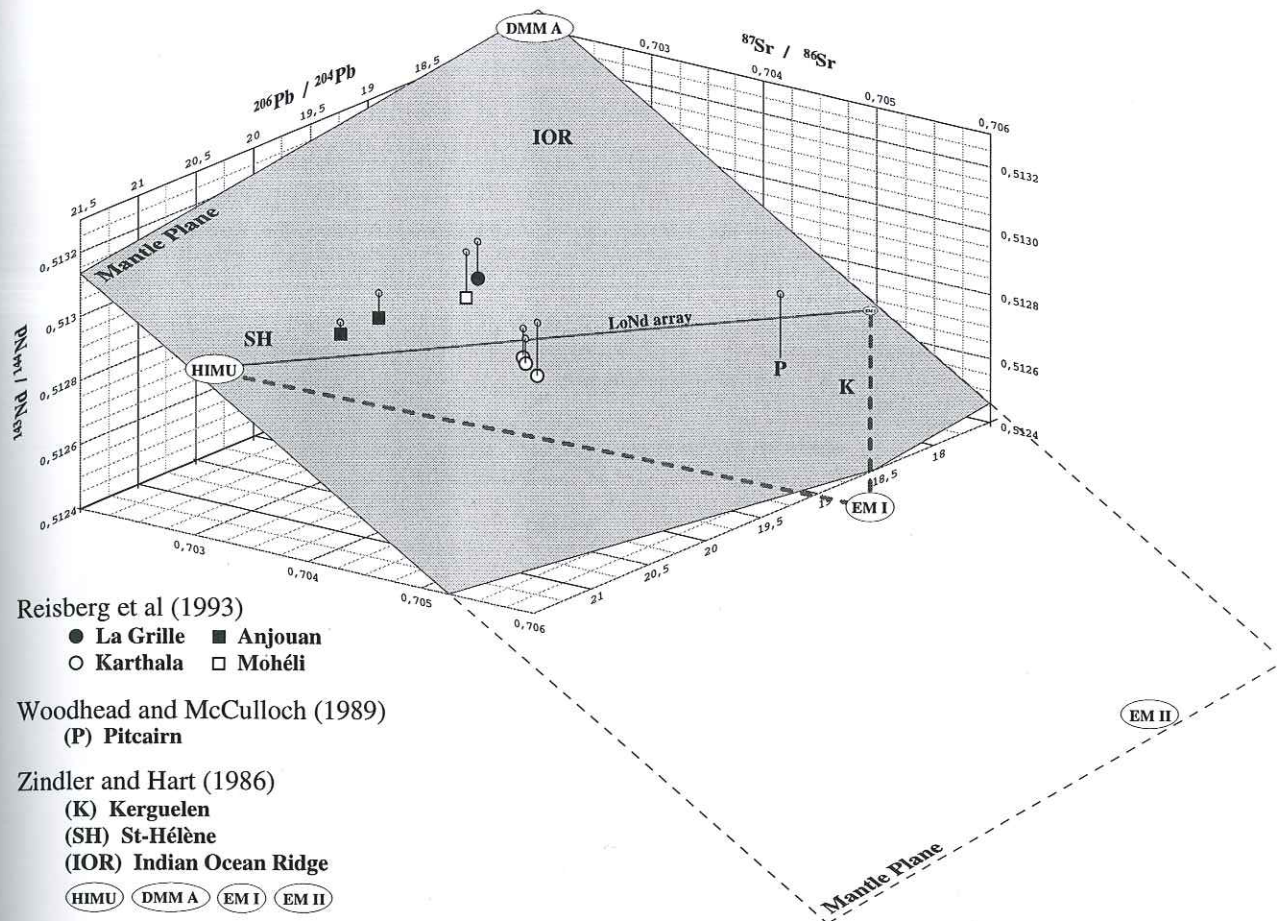 DMM A
87Sr / 86Sr
206Pb / 204Pb
0,703
0,704
0,705
0,706
18,5
19
19,5
20
20,5
21
21,5
IOR
Mantle Plane
0,5132
0,513
0,5128
0,5126
0,5124
143Nd / 144Nd
0,5132
0,5130
0,5128
0,5126
0,5124
SH
HIMU
LoNd array
P
K
EM I
18
18,5
19
19,5
20
20,5
21
0,703
0,704
0,705
0,706
EM II
Mantle Plane
Reisberg et al (1993)
La Grille Anjouan
Karthala Mohéli
Woodhead and McCulloch (1989)
(P) Pitcairn
Zindler and Hart (1986)
(K) Kerguelen
(SH) St-Hélène
(IOR) Indian Ocean Ridge
HIMU DMM A EM I EM II